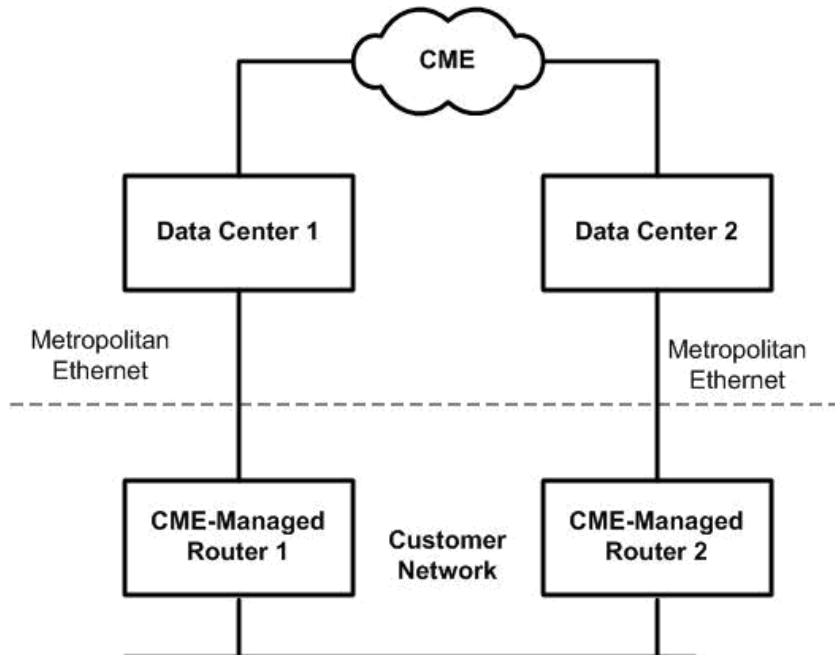 CME
Data Center 1
Data Center 2
Metropolitan
Ethernet
Metropolitan
Ethernet
CME-Managed
Router 1
Customer
Network
CME-Managed
Router 2